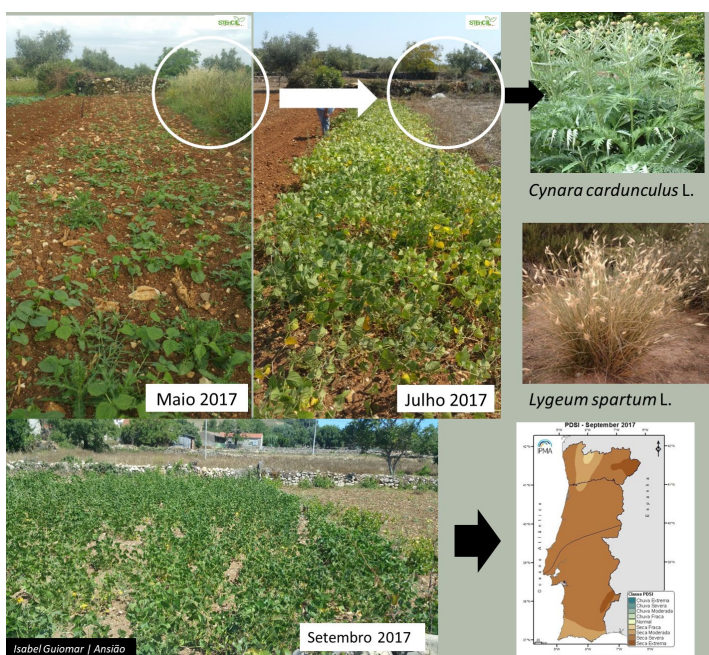 ISTENCIL
ISTENCIL
Cynara cardunculus L.
Maio 2017
Julho 2017
Lygeum spartum L.
PDSI - September 2017
IPMA
Oceano Atlântico
Espanha
Classe PDSI
Chuva Extrema
Chuva Severa
Chuva Moderada
Chuva Fraca
Normal
Seca Fraca
Seca Moderada
Seca Severa
Seca Extrema
Setembro 2017
Isabel Guiomar | Ansião